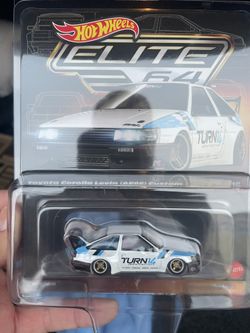 HOT WHEELS
ELITE
64
TURN14
Toyota Corolla Levin (AE86) Custom
TURN14